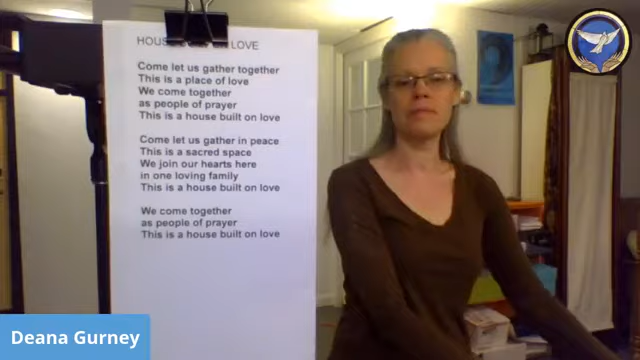 HOUSE LOVE
Come let us gather together
This is a place of love
We come together
as people of prayer
This is a house built on love
Come let us gather in peace
This is a sacred space
We join our hearts here
in one loving family
This is a house built on love
We come together
as people of prayer
This is a house built on love
Deana Gurney